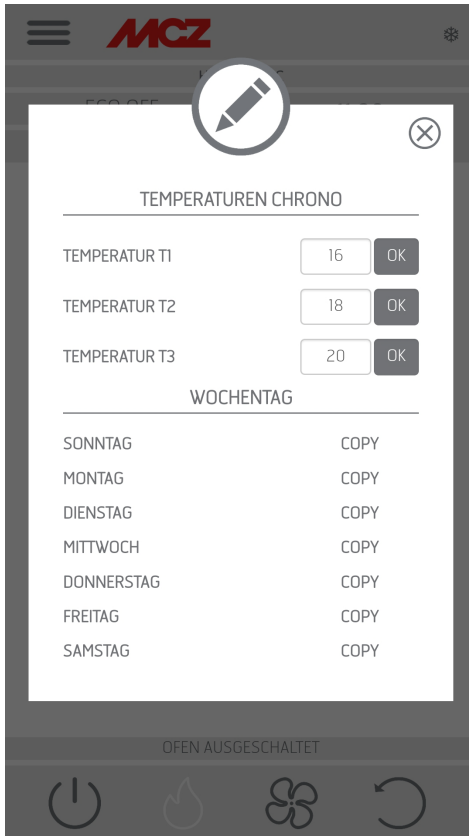 MCZ
TEMPERATUREN CHRONO
TEMPERATUR T1 16 OK
TEMPERATUR T2 18 OK
TEMPERATUR T3 20 OK
WOCHENTAG
SONNTAG COPY
MONTAG COPY
DIENSTAG COPY
MITTWOCH COPY
DONNERSTAG COPY
FREITAG COPY
SAMSTAG COPY
OFEN AUSGESCHALTET